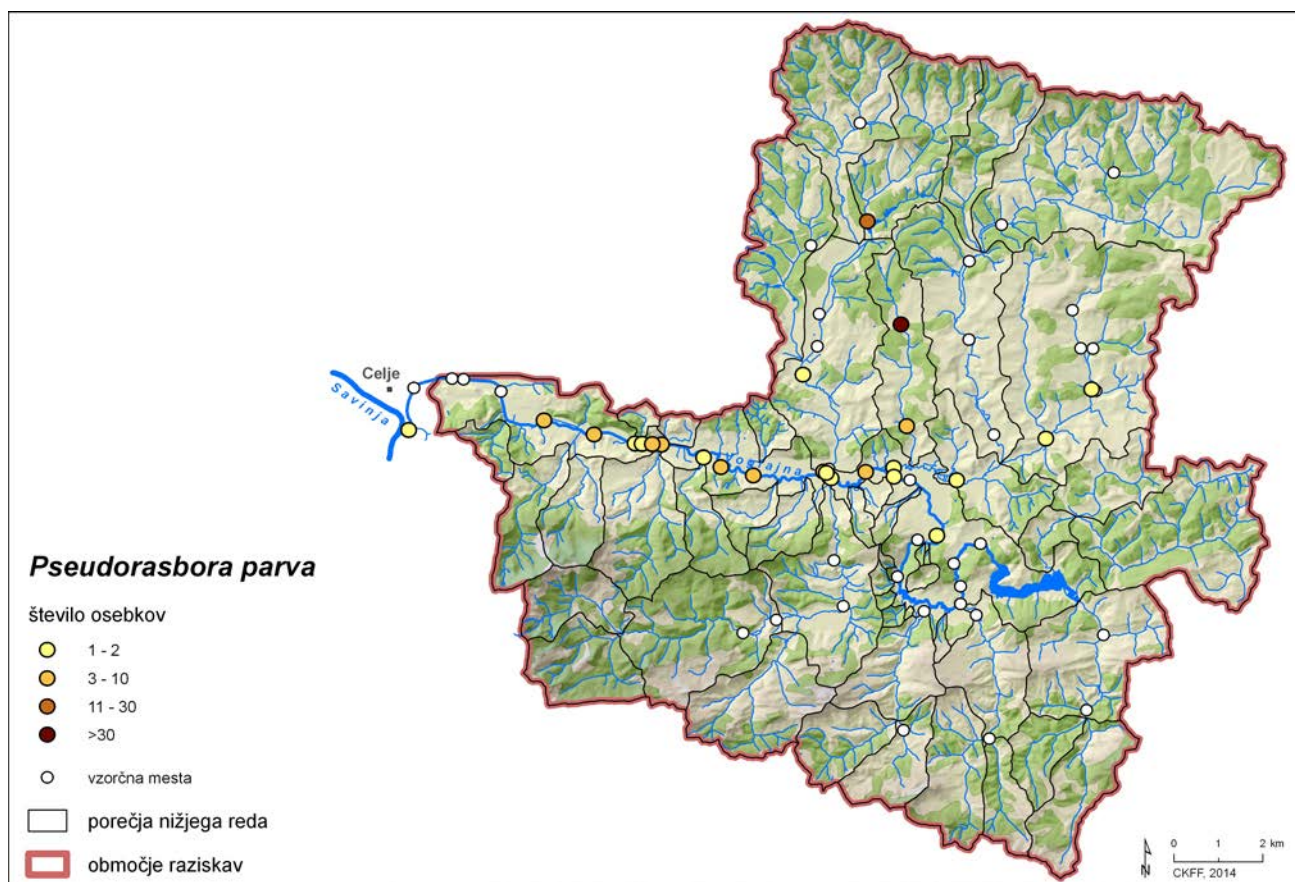 Celje
Savinja
Voglajna
Pseudorasbora parva
število osebkov
1 - 2
3 - 10
11 - 30
>30
vzorčna mesta
porečja nižjega reda
območje raziskav
0 1 2 km
N
CKFF, 2014